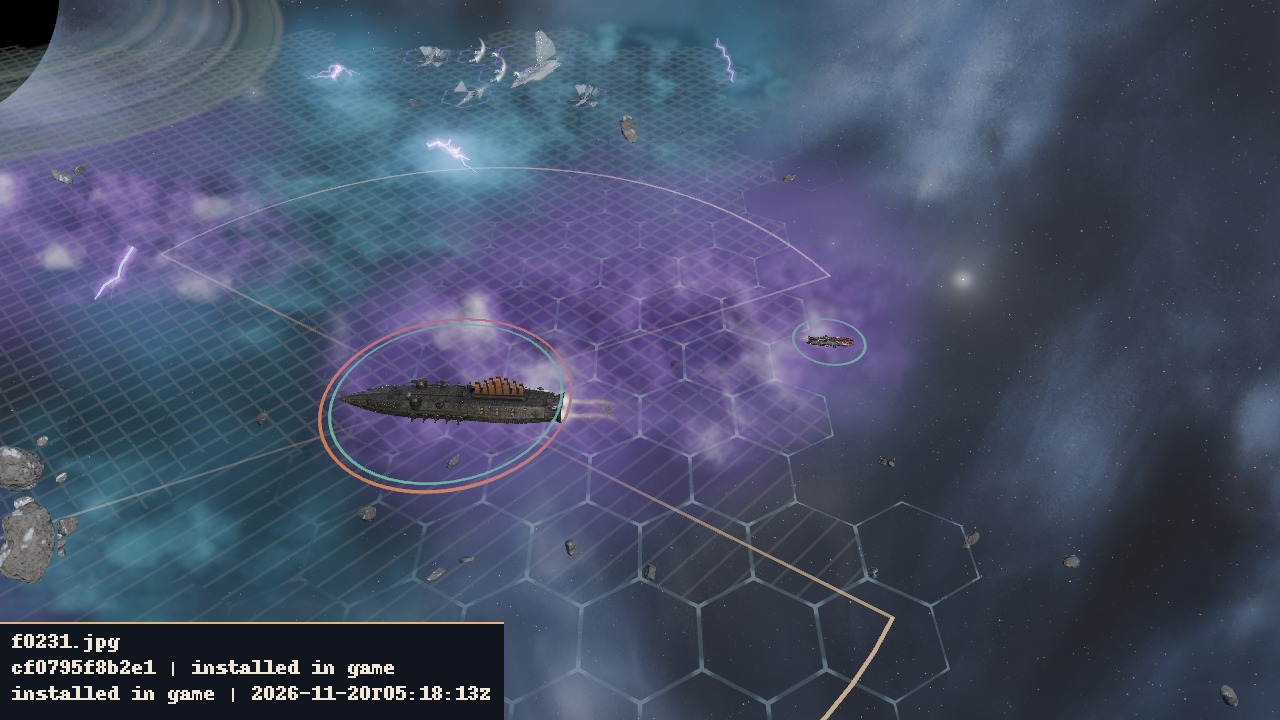 f0231.jpg
cf0795f8b2e1 | installed in game
installed in game | 2026-11-20T05:18:13Z